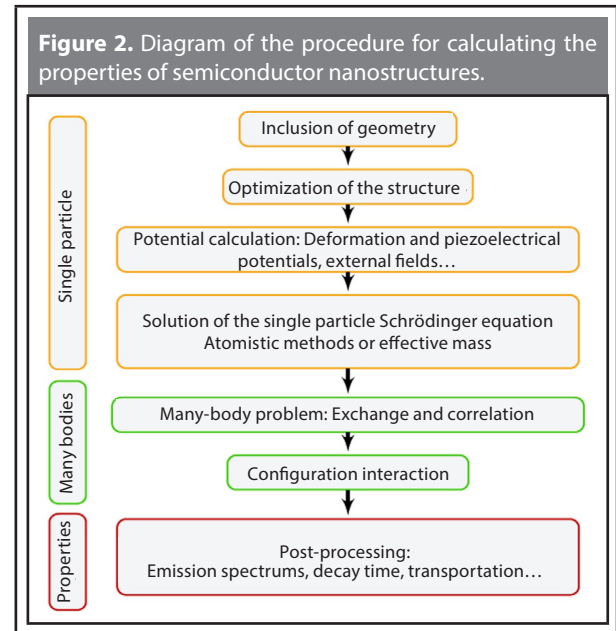 Figure 2. Diagram of the procedure for calculating the
properties of semiconductor nanostructures.
Single particle
Inclusion of geometry
Optimization of the structure
Potential calculation: Deformation and piezoelectrical
potentials, external fields...
Solution of the single particle Schrödinger equation
Atomistic methods or effective mass
Many bodies
Many-body problem: Exchange and correlation
Configuration interaction
Properties
Post-processing:
Emission spectrums, decay time, transportation...